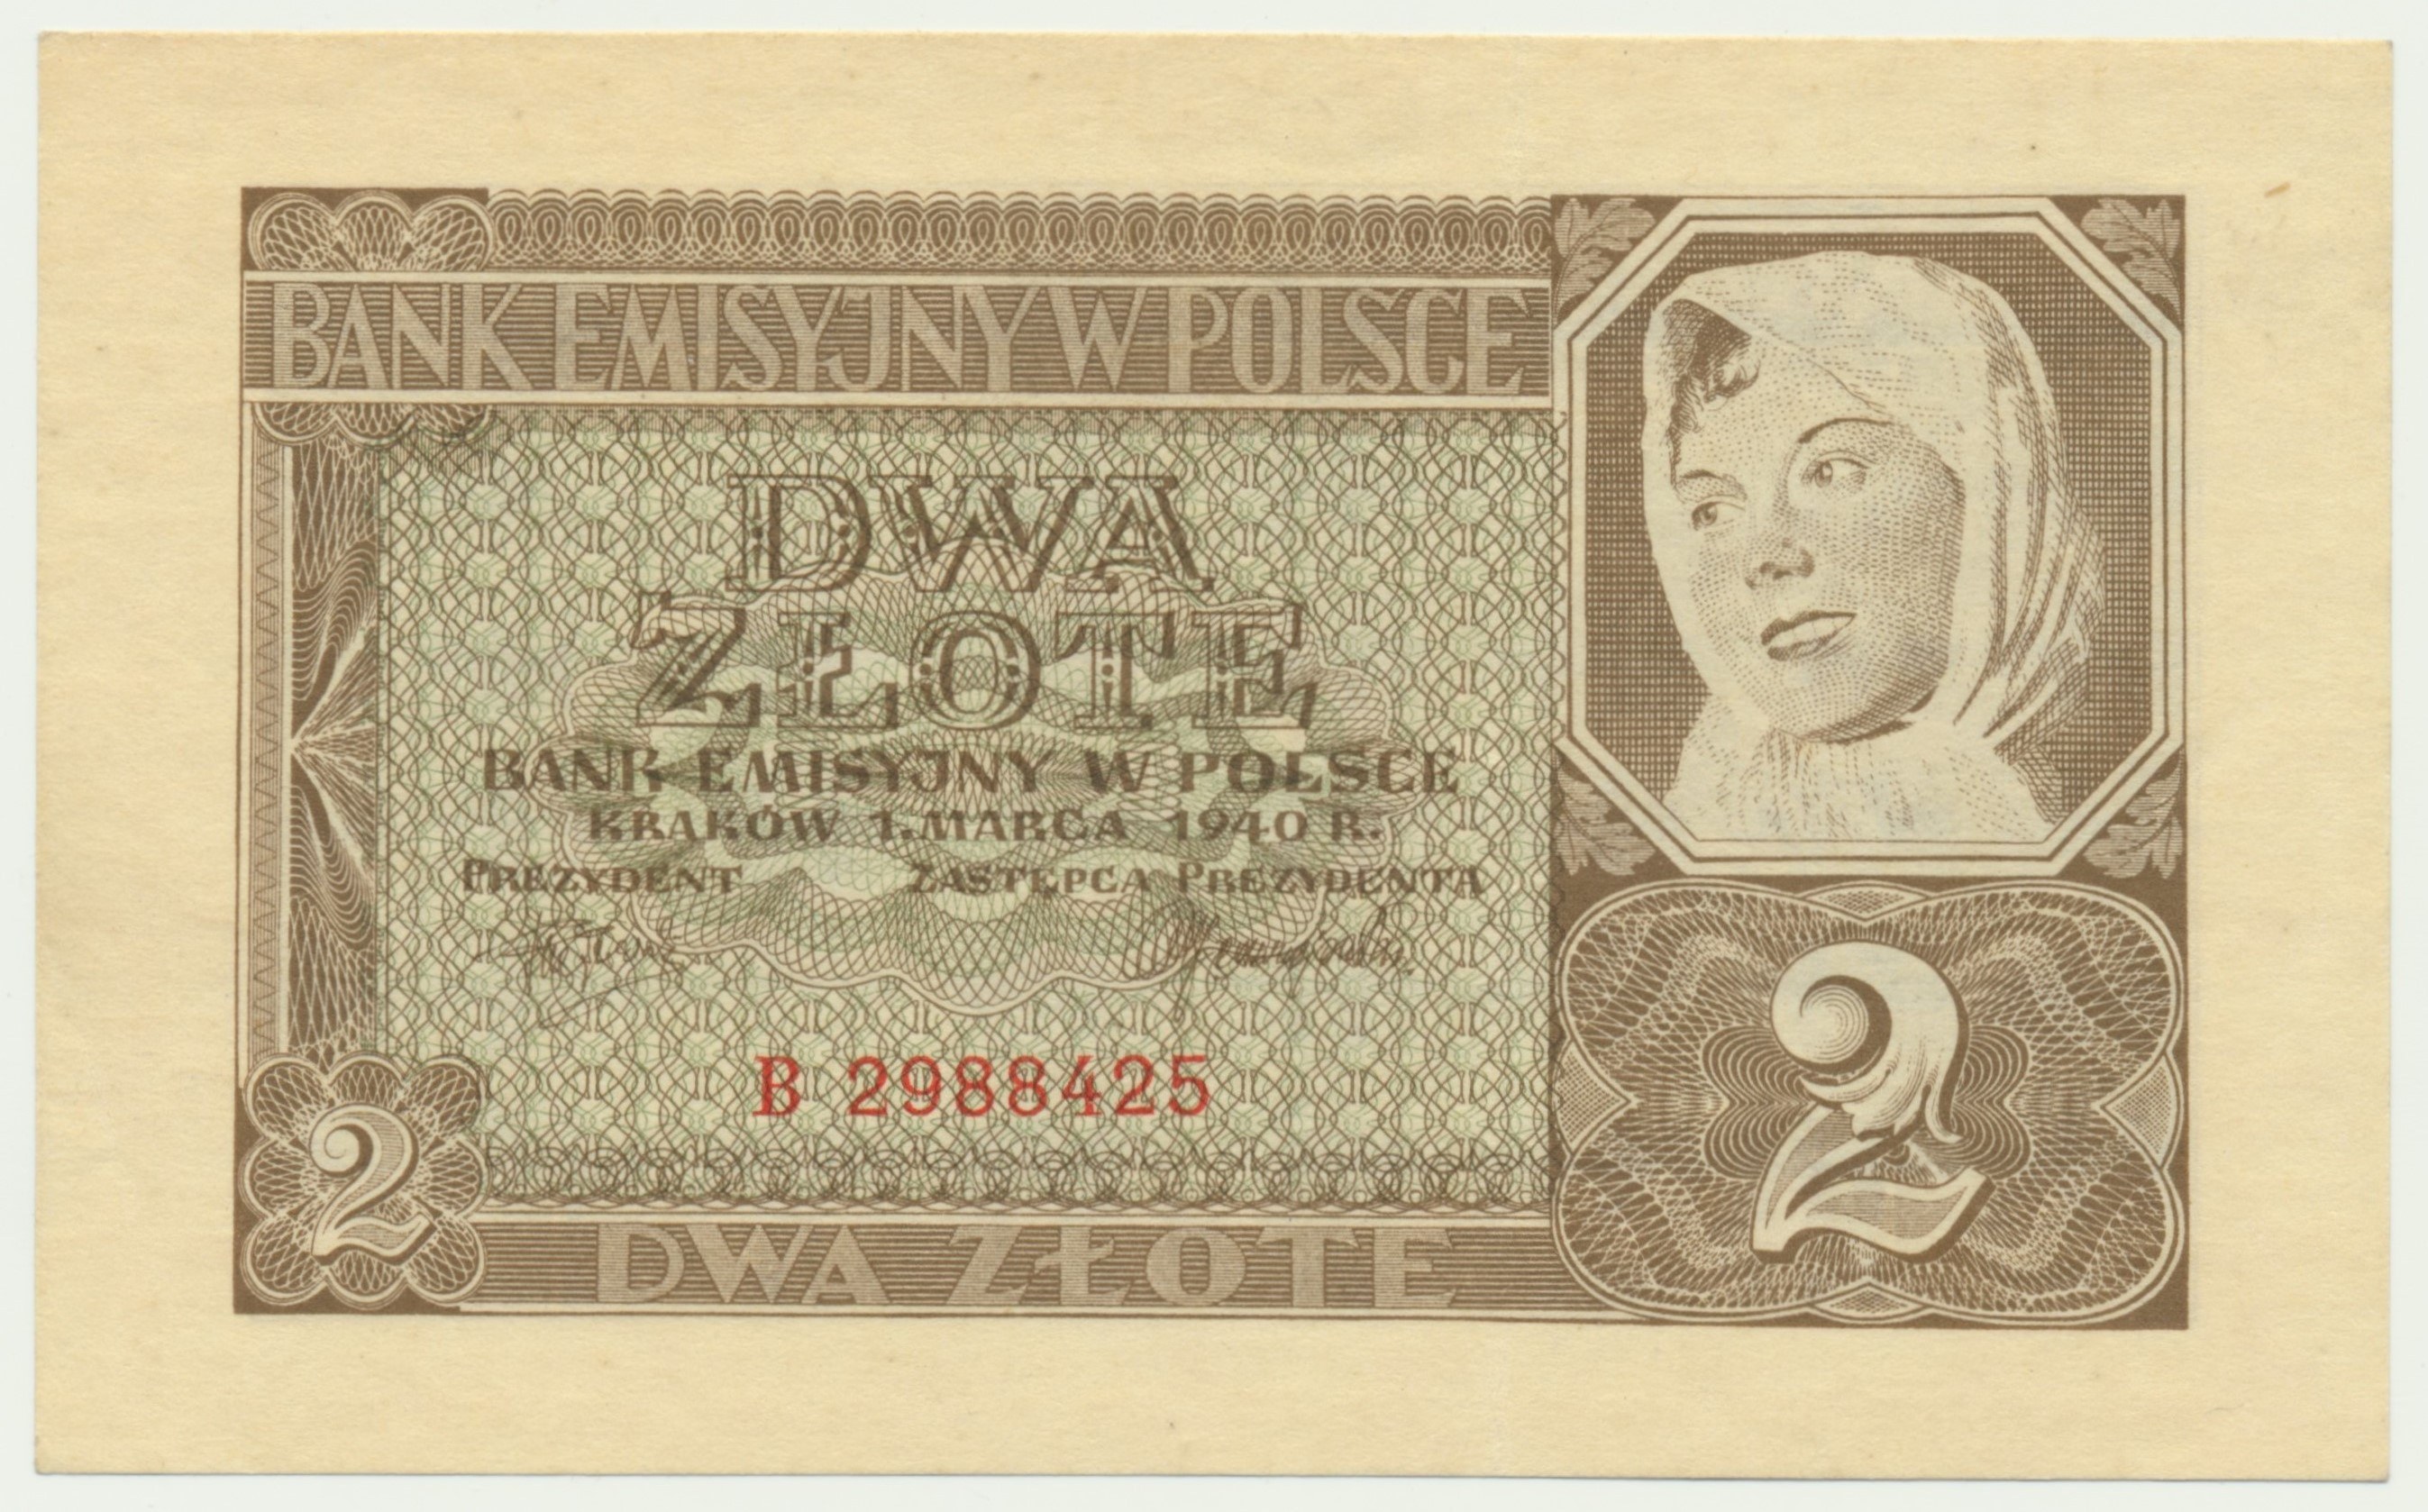 BANK EMISYJNY W POLSCE
DWA
ZŁOTE
BANK EMISYJNY W POLSCE
KRAKÓW 1. MARCA 1940 R.
PREZYDENT ZASTĘPCA PREZYDENTA
B 2988425
2
2
DWA ZŁOTE